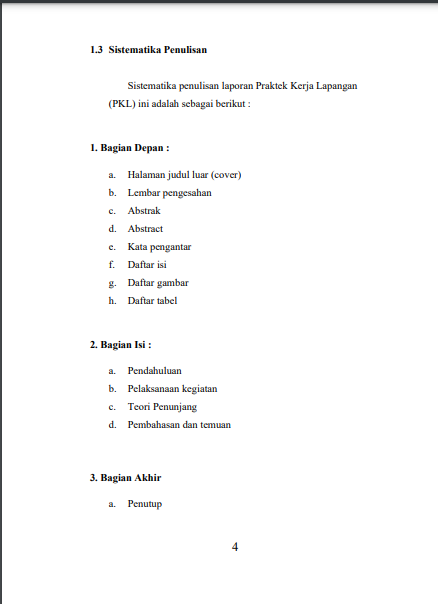 1.3 Sistematika Penulisan
Sistematika penulisan laporan Praktek Kerja Lapangan
(PKL) ini adalah sebagai berikut :
1. Bagian Depan :
a. Halaman judul luar (cover)
b. Lembar pengesahan
c. Abstrak
d. Abstract
e. Kata pengantar
f. Daftar isi
g. Daftar gambar
h. Daftar tabel
2. Bagian Isi :
a. Pendahuluan
b. Pelaksanaan kegiatan
c. Teori Penunjang
d. Pembahasan dan temuan
3. Bagian Akhir
a. Penutup
4